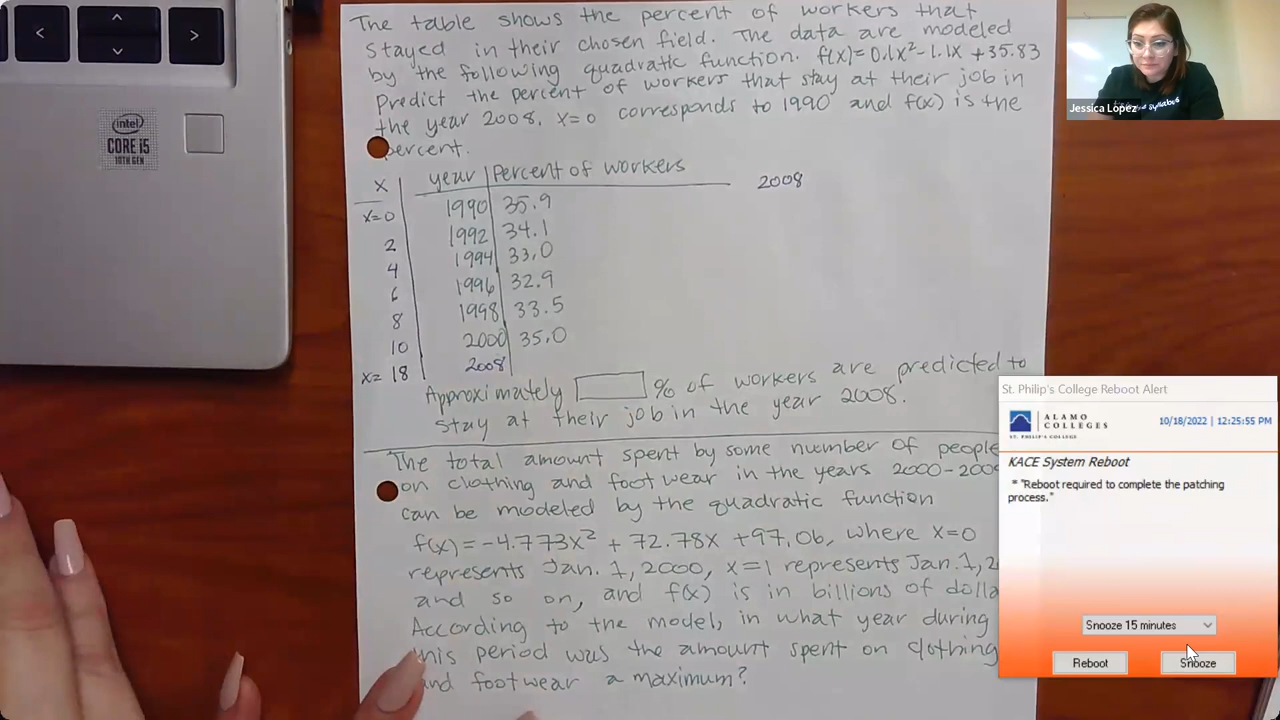 The table shows the percent of workers that
stayed in their chosen field. The data are modeled
by the following quadratic function. f(x)=0.1x²-1.1x +35.83
Predict the percent of workers that stay at their job in
the year 2008. x=0 corresponds to 1990 and f(x) is the
percent.
x | year | Percent of workers
x=0 | 1990 | 35.9
2 | 1992 | 34.1
4 | 1994 | 33.0
6 | 1996 | 32.9
8 | 1998 | 33.5
10 | 2000 | 35.0
x= 18 | 2008
2008
Approximately % of workers are predicted to
stay at their job in the year 2008.
The total amount spent by some number of people
on clothing and footwear in the years 2000-200
can be modeled by the quadratic function
f(x)=-4.773x² + 72.78x +97.06, where x=0
represents Jan. 1, 2000, x=1 represents Jan. 1, 2
and so on, and f(x) is in billions of dolla
According to the model, in what year during
this period was the amount spent on clothing
and footwear a maximum?
intel
CORE i5
10TH GEN
<
>
Jessica Lopez
syllabus
St. Philip's College Reboot Alert
ALAMO
COLLEGES
ST. PHILIP'S COLLEGE
10/18/2022 | 12:25:55 PM
KACE System Reboot
* "Reboot required to complete the patching
process."
Snooze 15 minutes
Reboot
Snooze